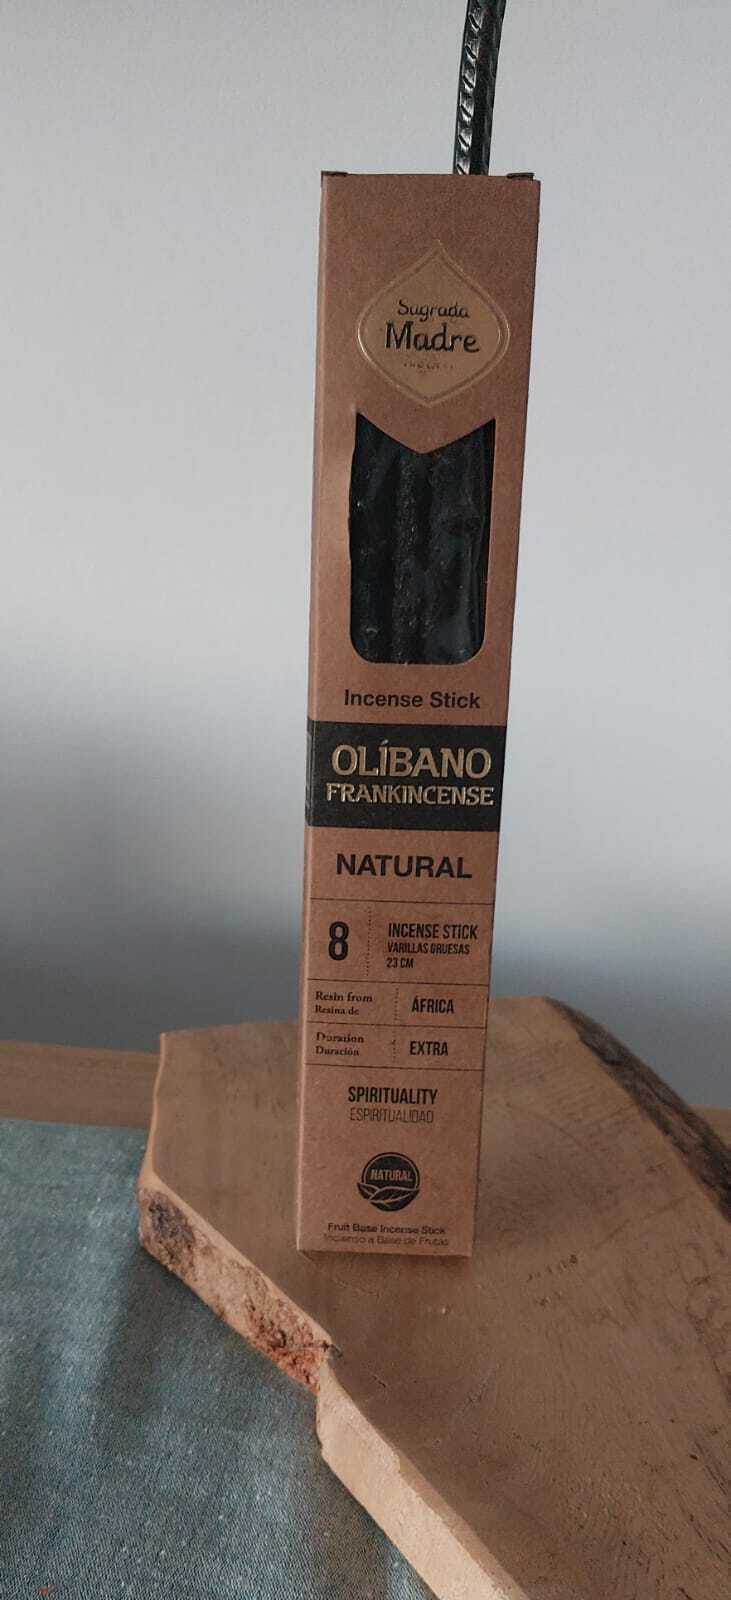 Sagrada
Madre
Incense Stick
OLÍBANO
FRANKINCENSE
NATURAL
8
INCENSE STICK
VARILLAS GRUESAS
23 CM
Resin from
Resina de
ÁFRICA
Duration
Duración
EXTRA
SPIRITUALITY
ESPIRITUALIDAD
NATURAL
Fruit Base Incense Stick
Incienso a Base de Frutas